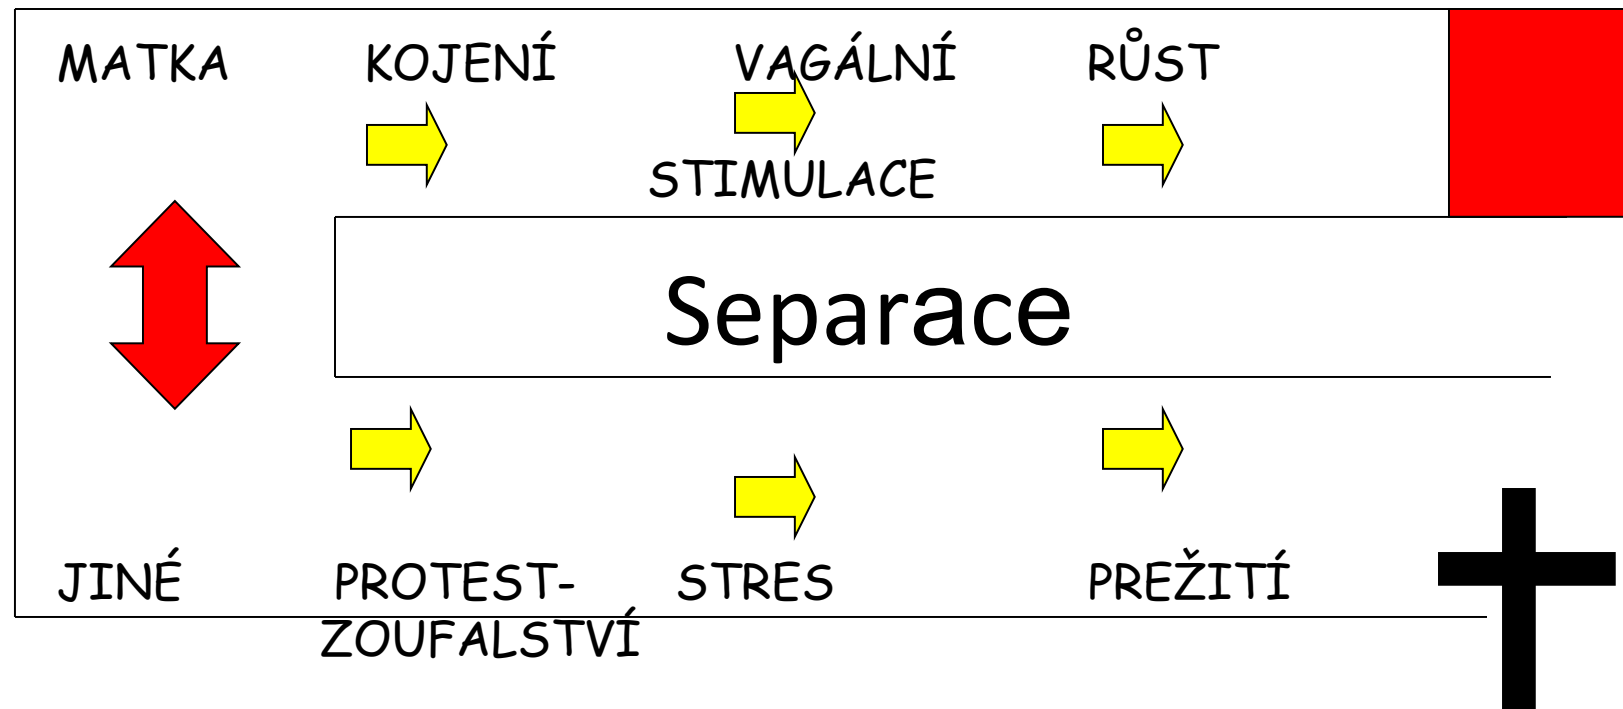 MATKA KOJENÍ VAGÁLNÍ RŮST
STIMULACE
Separace
JINÉ PROTEST- STRES PREŽITÍ
ZOUFALSTVÍ